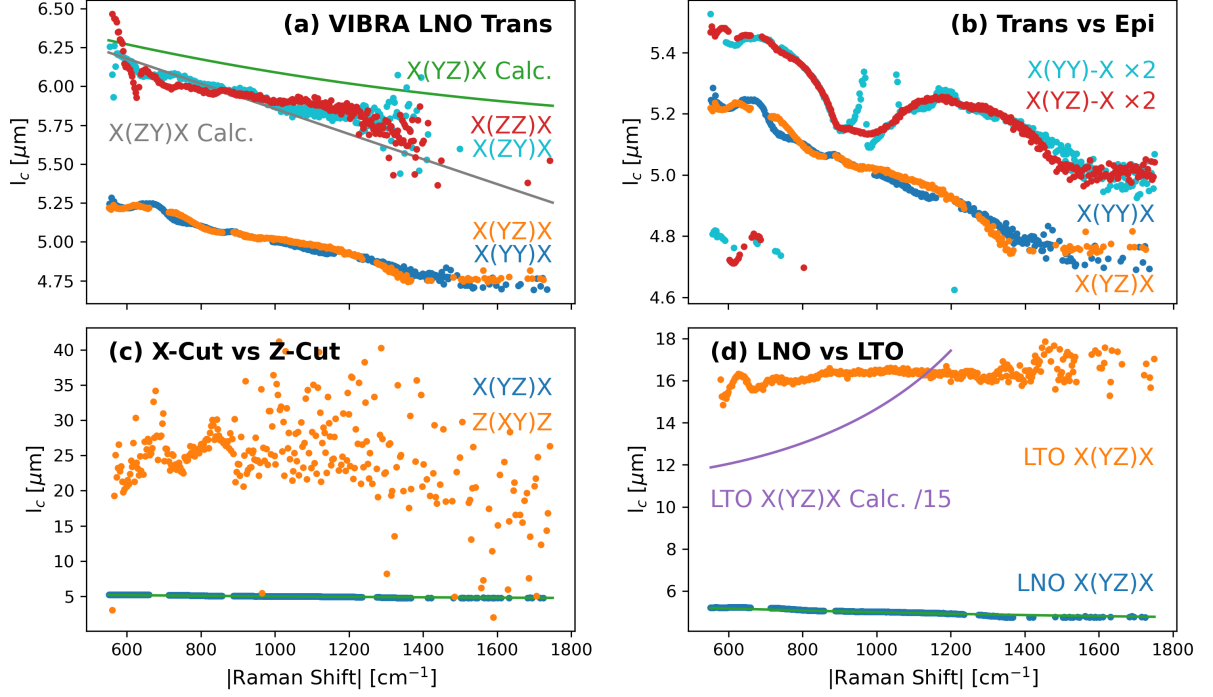 (a) VIBRA LNO Trans
X(YZ)X Calc.
X(ZY)X Calc.
X(ZZ)X
X(ZY)X
X(YZ)X
X(YY)X
l_c [μm]
6.50
6.25
6.00
5.75
5.50
5.25
5.00
4.75
(b) Trans vs Epi
X(YY)-X ×2
X(YZ)-X ×2
X(YY)X
X(YZ)X
l_c [μm]
5.4
5.2
5.0
4.8
4.6
(c) X-Cut vs Z-Cut
X(YZ)X
Z(XY)Z
l_c [μm]
40
35
30
25
20
15
10
5
600 800 1000 1200 1400 1600 1800
|Raman Shift| [cm⁻¹]
(d) LNO vs LTO
LTO X(YZ)X
LTO X(YZ)X Calc. /15
LNO X(YZ)X
l_c [μm]
18
16
14
12
10
8
6
600 800 1000 1200 1400 1600 1800
|Raman Shift| [cm⁻¹]